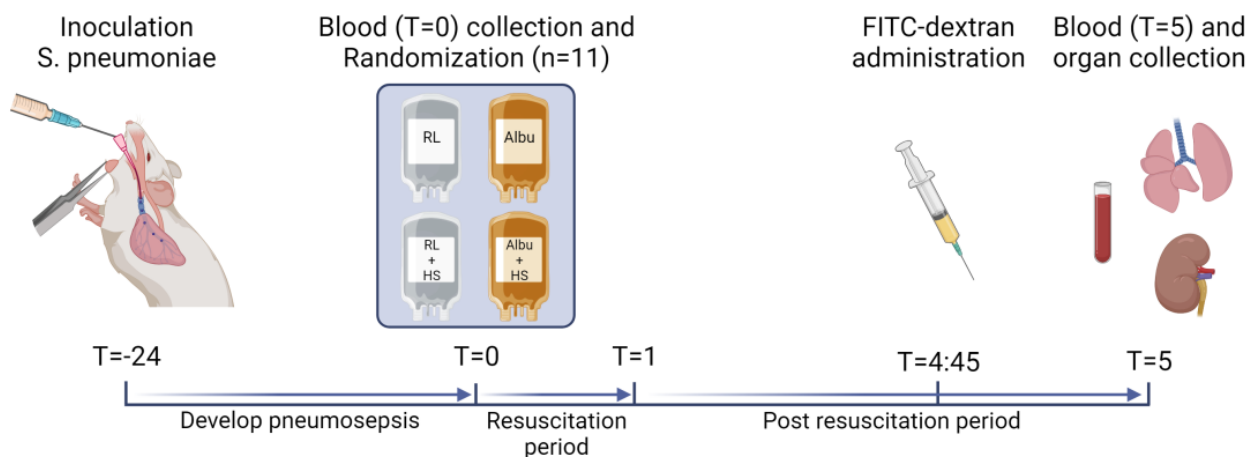 Inoculation
S. pneumoniae
Blood (T=0) collection and
Randomization (n=11)
FITC-dextran
administration
Blood (T=5) and
organ collection
RL
Albu
RL
+
HS
Albu
+
HS
T=-24
T=0
T=1
T=4:45
T=5
Develop pneumosepsis
Resuscitation
period
Post resuscitation period